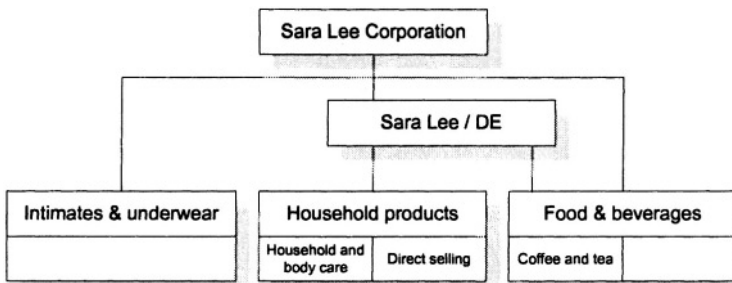 Sara Lee Corporation
Sara Lee / DE
Intimates & underwear
Household products
Food & beverages
Household and
body care
Direct selling
Coffee and tea